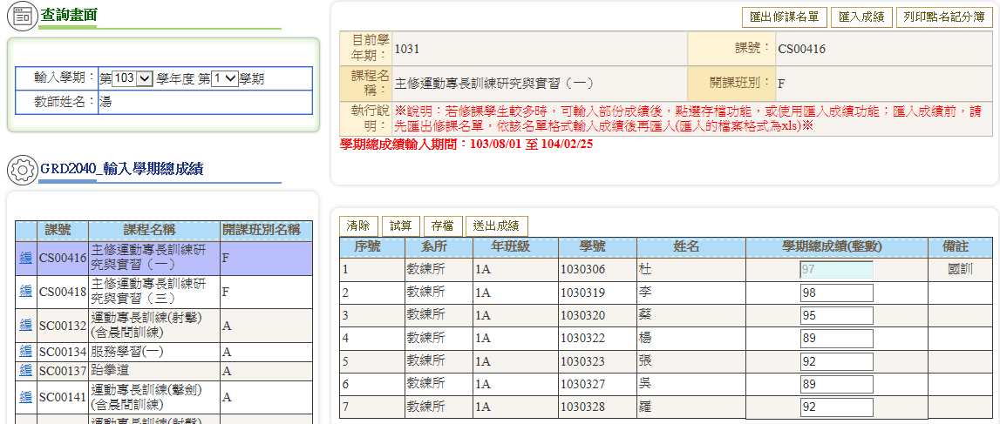 查詢畫面
輸入學期：第 103 學年度 第 1 學期
教師姓名：湯
GRD2040_輸入學期總成績
課號 課程名稱 開課班別名稱
編 CS00416 主修運動專長訓練研
究與實習（一） F
編 CS00418 主修運動專長訓練研
究與實習（三） F
編 SC00132 運動專長訓練(射擊)
(含晨間訓練) A
編 SC00134 服務學習(一) A
編 SC00137 跆拳道 A
編 SC00141 運動專長訓練(擊劍)
(含晨間訓練) A
運動專長訓練(射擊)
匯出修課名單 匯入成績 列印點名記分簿
目前學
年期： 1031 課號： CS00416
課程名
稱： 主修運動專長訓練研究與實習（一） 開課班別： F
執行說 ※說明：若修課學生較多時，可輸入部份成績後，點選存檔功能，或使用匯入成績功能；匯入成績前，請
明： 先匯出修課名單，依該名單格式輸入成績後再匯入(匯入的檔案格式為xls)※
學期總成績輸入期間：103/08/01 至 104/02/25
清除 試算 存檔 送出成績
序號 系所 年班級 學號 姓名 學期總成績(整數) 備註
1 教練所 1A 1030306 杜 97 國訓
2 教練所 1A 1030319 李 98
3 教練所 1A 1030320 蔡 95
4 教練所 1A 1030322 楊 89
5 教練所 1A 1030323 張 92
6 教練所 1A 1030327 吳 89
7 教練所 1A 1030328 羅 92